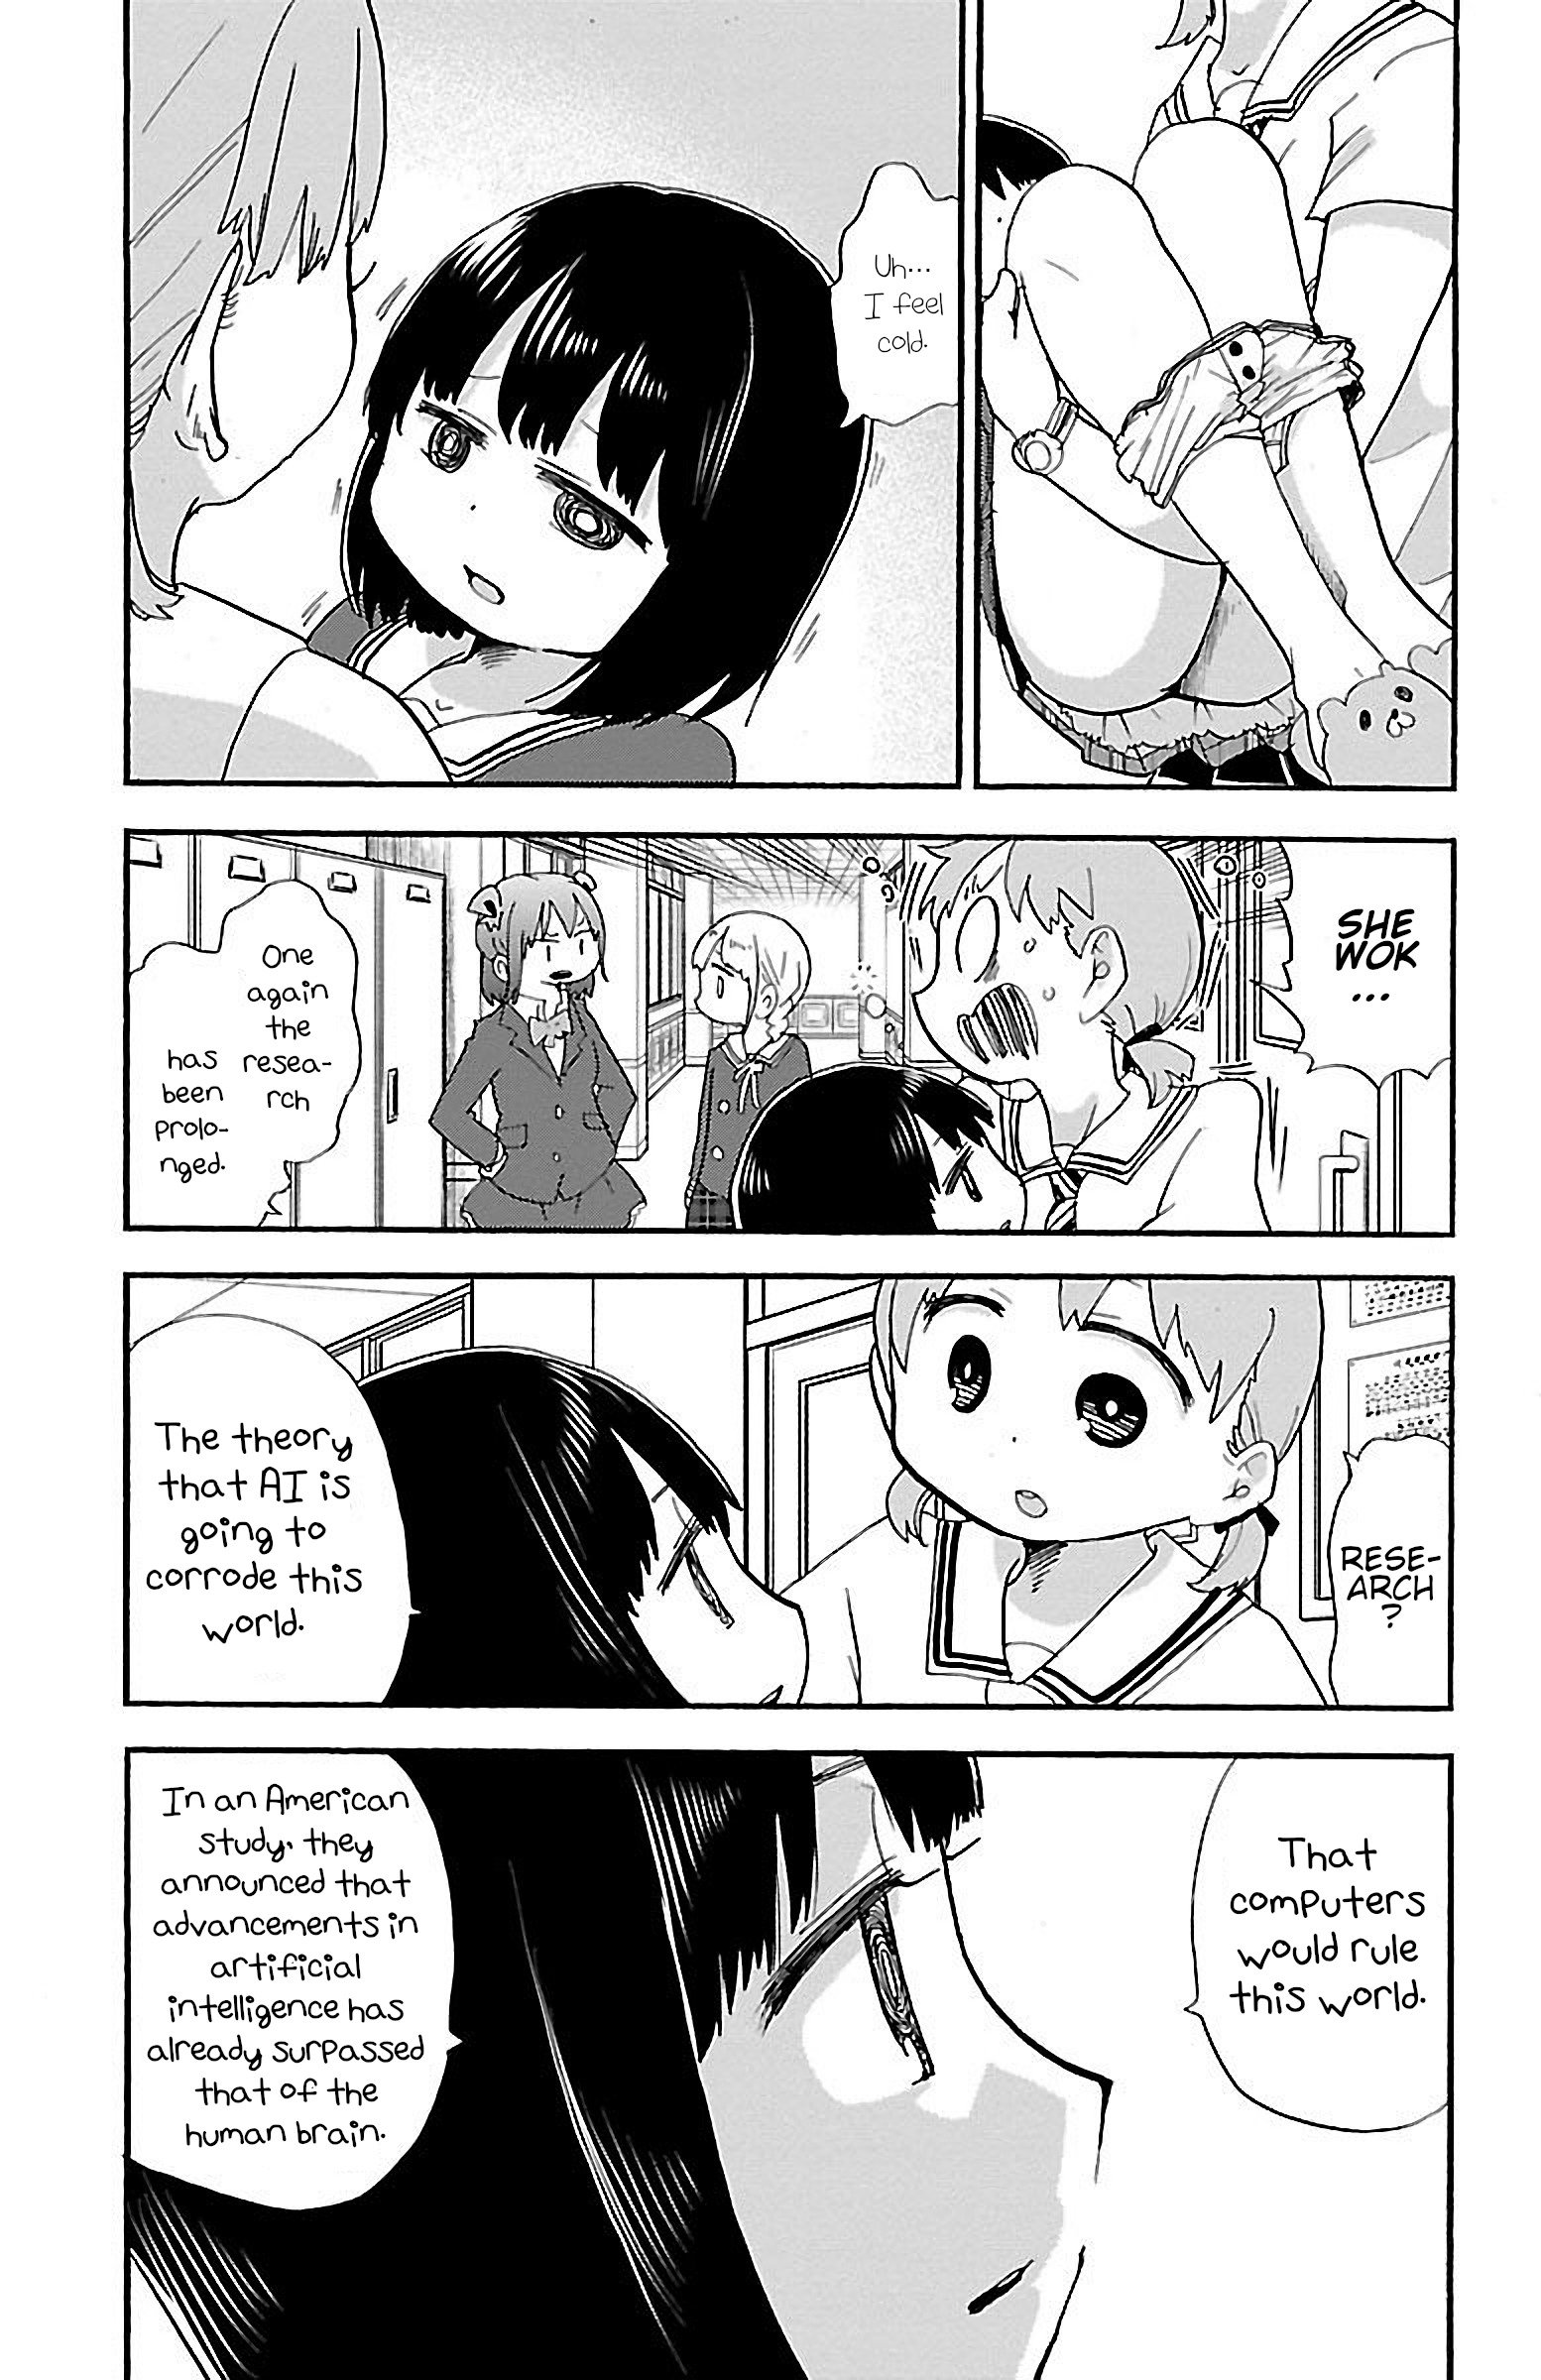 Uh...
I feel
cold.
SHE
WOK
...
One
again
the
resea-
rch
has
been
prolo-
nged.
RESE-
ARCH
?
The theory
that AI is
going to
corrode this
world.
That
computers
would rule
this world.
In an American
study, they
announced that
advancements in
artificial
intelligence has
already surpassed
that of the
human brain.